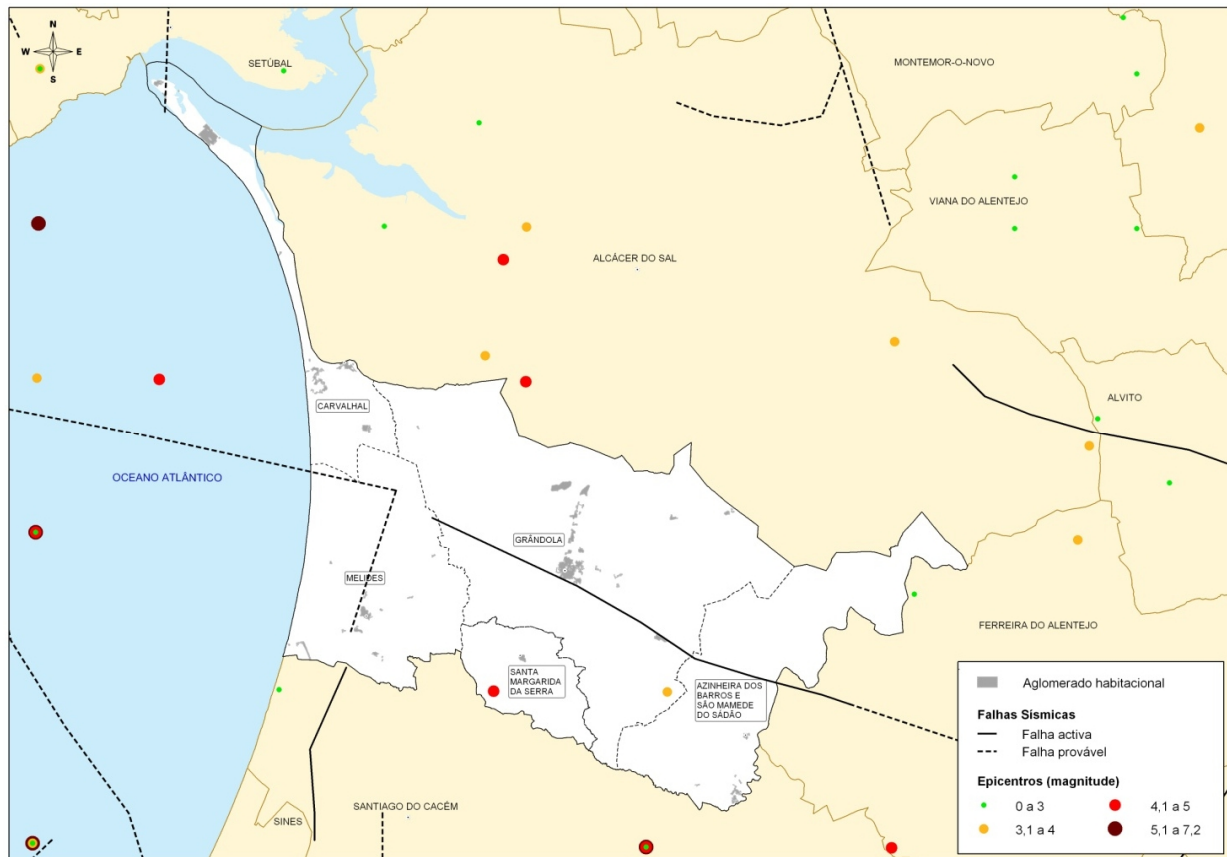 N
W E
S
SETÚBAL
MONTEMOR-O-NOVO
VIANA DO ALENTEJO
ALCÁCER DO SAL
ALVITO
CARVALHAL
OCEANO ATLÂNTICO
GRÂNDOLA
MELIDES
FERREIRA DO ALENTEJO
SANTA
MARGARIDA
DA SERRA
AZINHEIRA DOS
BARROS E
SÃO MAMEDE
DO SÁDÃO
SANTIAGO DO CACÉM
SINES
Aglomerado habitacional
Falhas Sísmicas
Falha activa
Falha provável
Epicentros (magnitude)
0 a 3
4,1 a 5
3,1 a 4
5,1 a 7,2